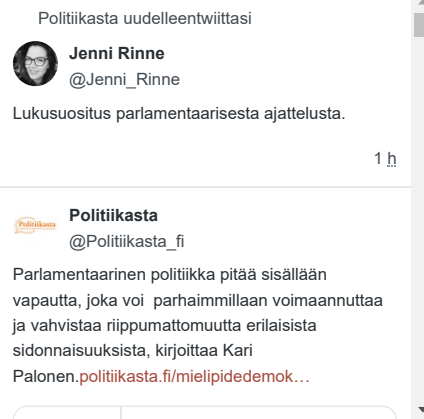 Politiikasta uudelleentwiittasi
Jenni Rinne
@Jenni_Rinne
Lukusuositus parlamentaarisesta ajattelusta.
1 h
Politiikasta
Politiikasta
@Politiikasta_fi
Parlamentaarinen politiikka pitää sisällään
vapautta, joka voi  parhaimmillaan voimaannuttaa
ja vahvistaa riippumattomuutta erilaisista
sidonnaisuuksista, kirjoittaa Kari
Palonen.politiikasta.fi/mielipidedemok…